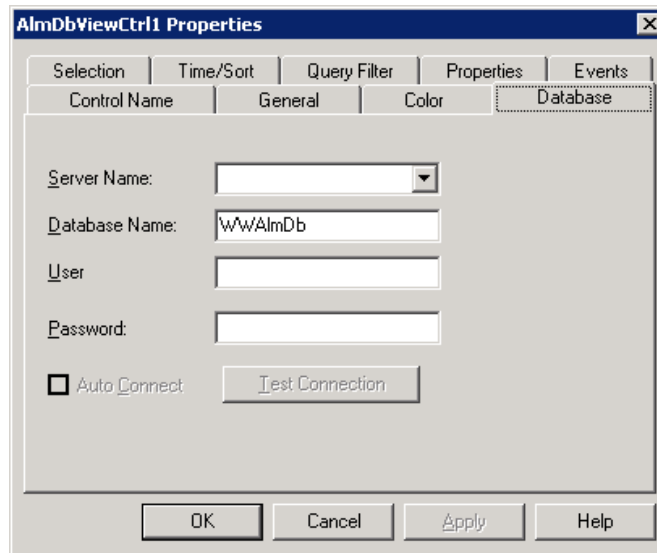 AlmDbViewCtrl1 Properties
Selection Time/Sort Query Filter Properties Events
Control Name General Color Database
Server Name:
Database Name: WWAlmDb
User
Password:
Auto Connect Test Connection
OK Cancel Apply Help